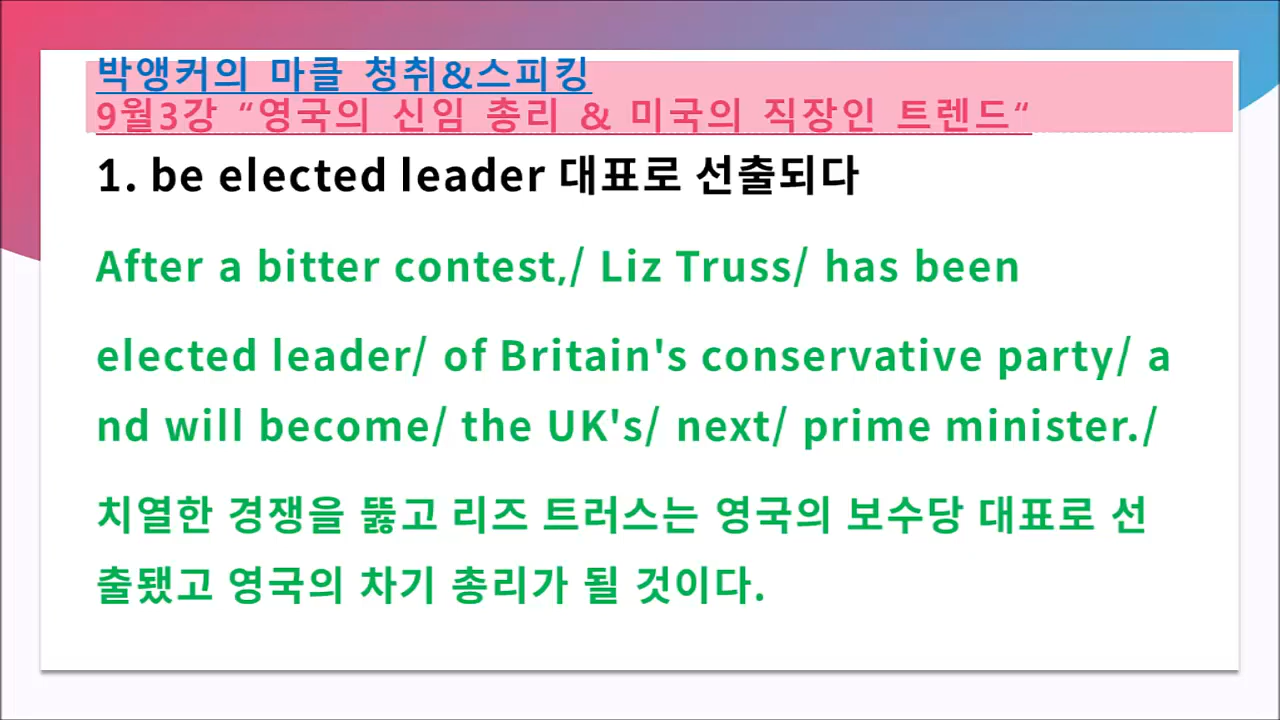 박앵커의 마클 청취&스피킹
9월3강 “영국의 신임 총리 & 미국의 직장인 트렌드“
1. be elected leader 대표로 선출되다
After a bitter contest,/ Liz Truss/ has been
elected leader/ of Britain's conservative party/ a
nd will become/ the UK's/ next/ prime minister./
치열한 경쟁을 뚫고 리즈 트러스는 영국의 보수당 대표로 선
출됐고 영국의 차기 총리가 될 것이다.